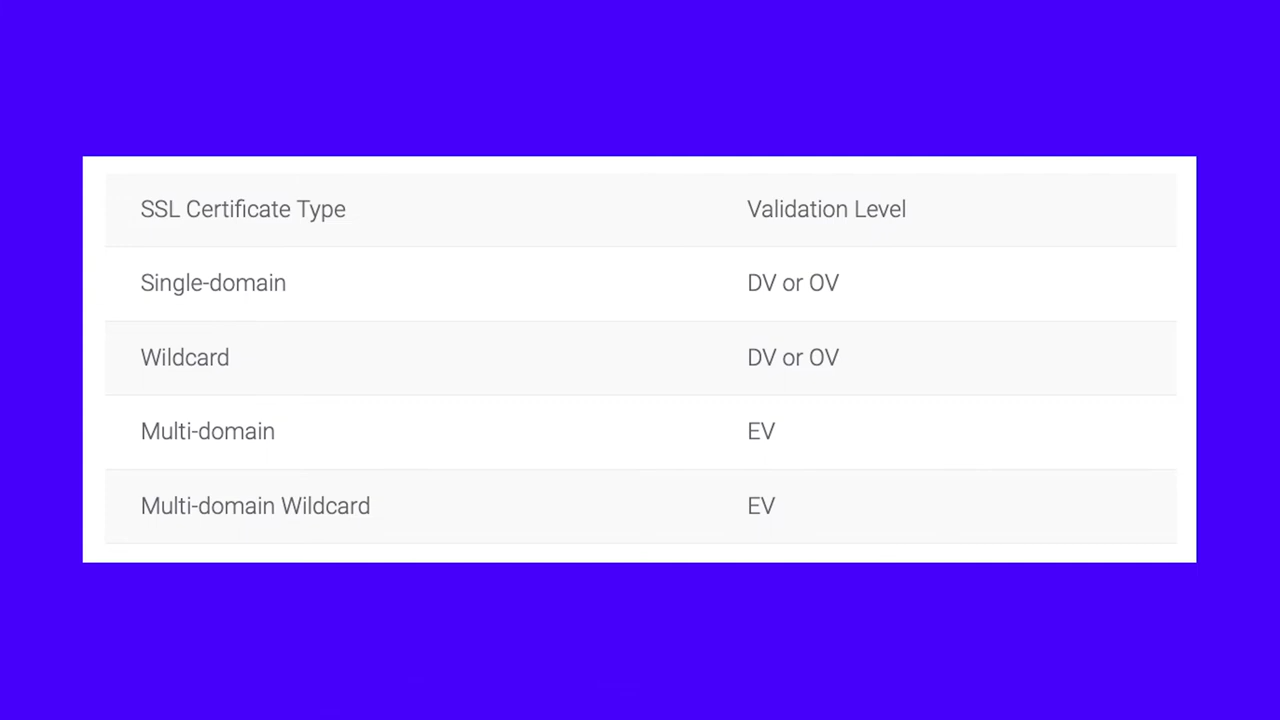 SSL Certificate Type Validation Level
Single-domain DV or OV
Wildcard DV or OV
Multi-domain EV
Multi-domain Wildcard EV